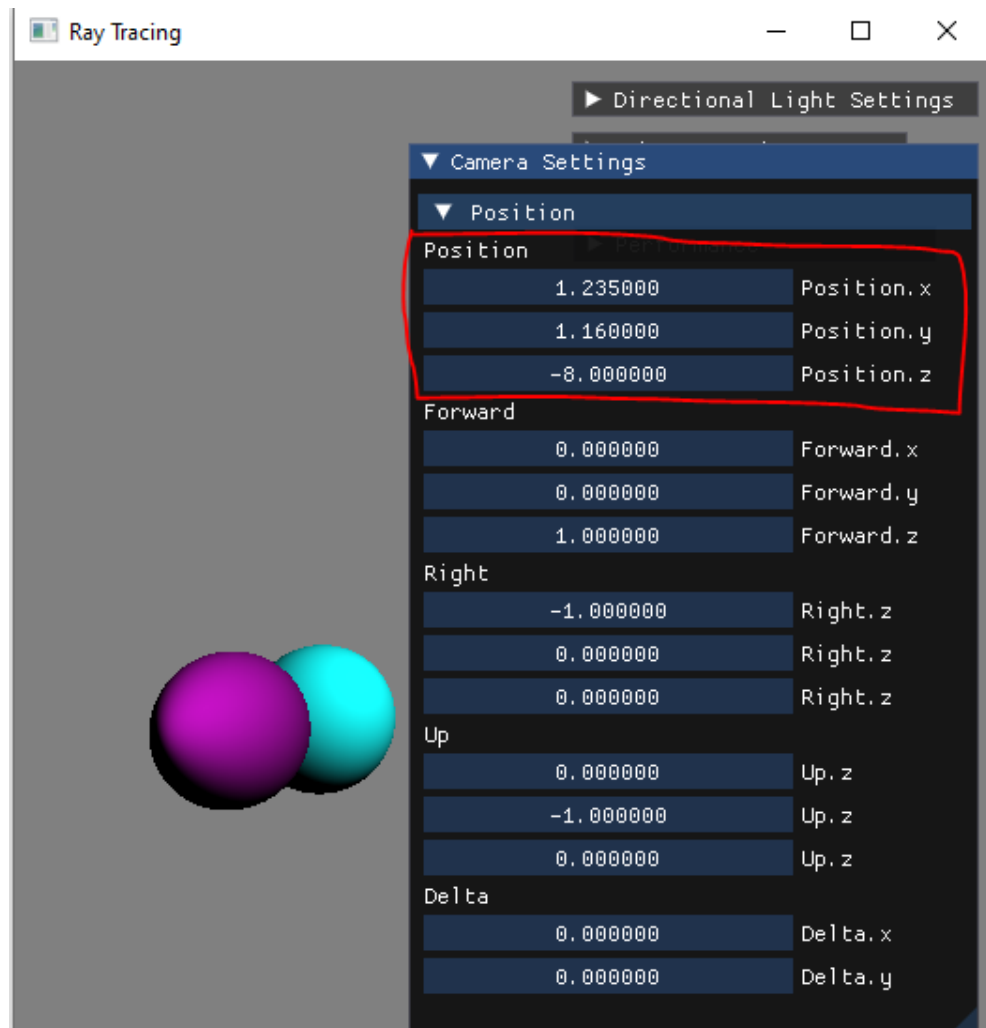 Ray Tracing
Directional Light Settings
Camera Settings
Position
Position
Performance
1.235000 Position.x
1.160000 Position.y
-8.000000 Position.z
Forward
0.000000 Forward.x
0.000000 Forward.y
1.000000 Forward.z
Right
-1.000000 Right.z
0.000000 Right.z
0.000000 Right.z
Up
0.000000 Up.z
-1.000000 Up.z
0.000000 Up.z
Delta
0.000000 Delta.x
0.000000 Delta.y